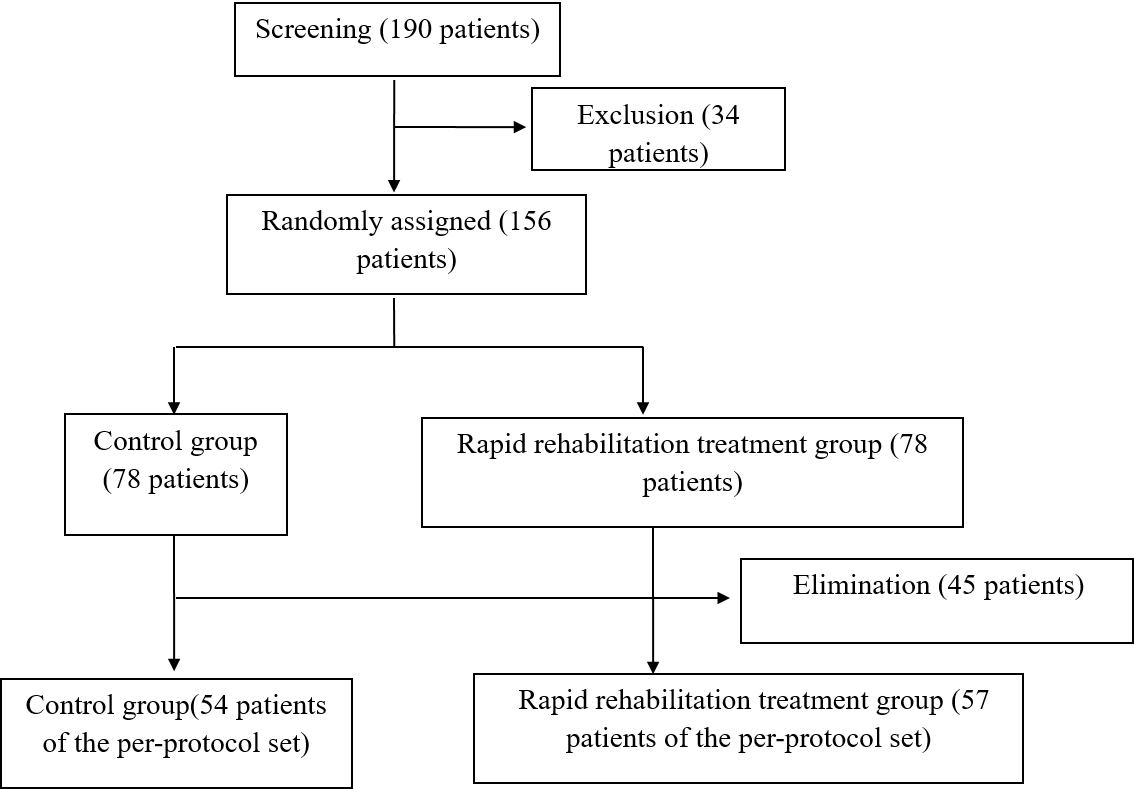 Screening (190 patients)
Exclusion (34
patients)
Randomly assigned (156
patients)
Control group
(78 patients)
Rapid rehabilitation treatment group (78
patients)
Elimination (45 patients)
Control group(54 patients
of the per-protocol set)
Rapid rehabilitation treatment group (57
patients of the per-protocol set)